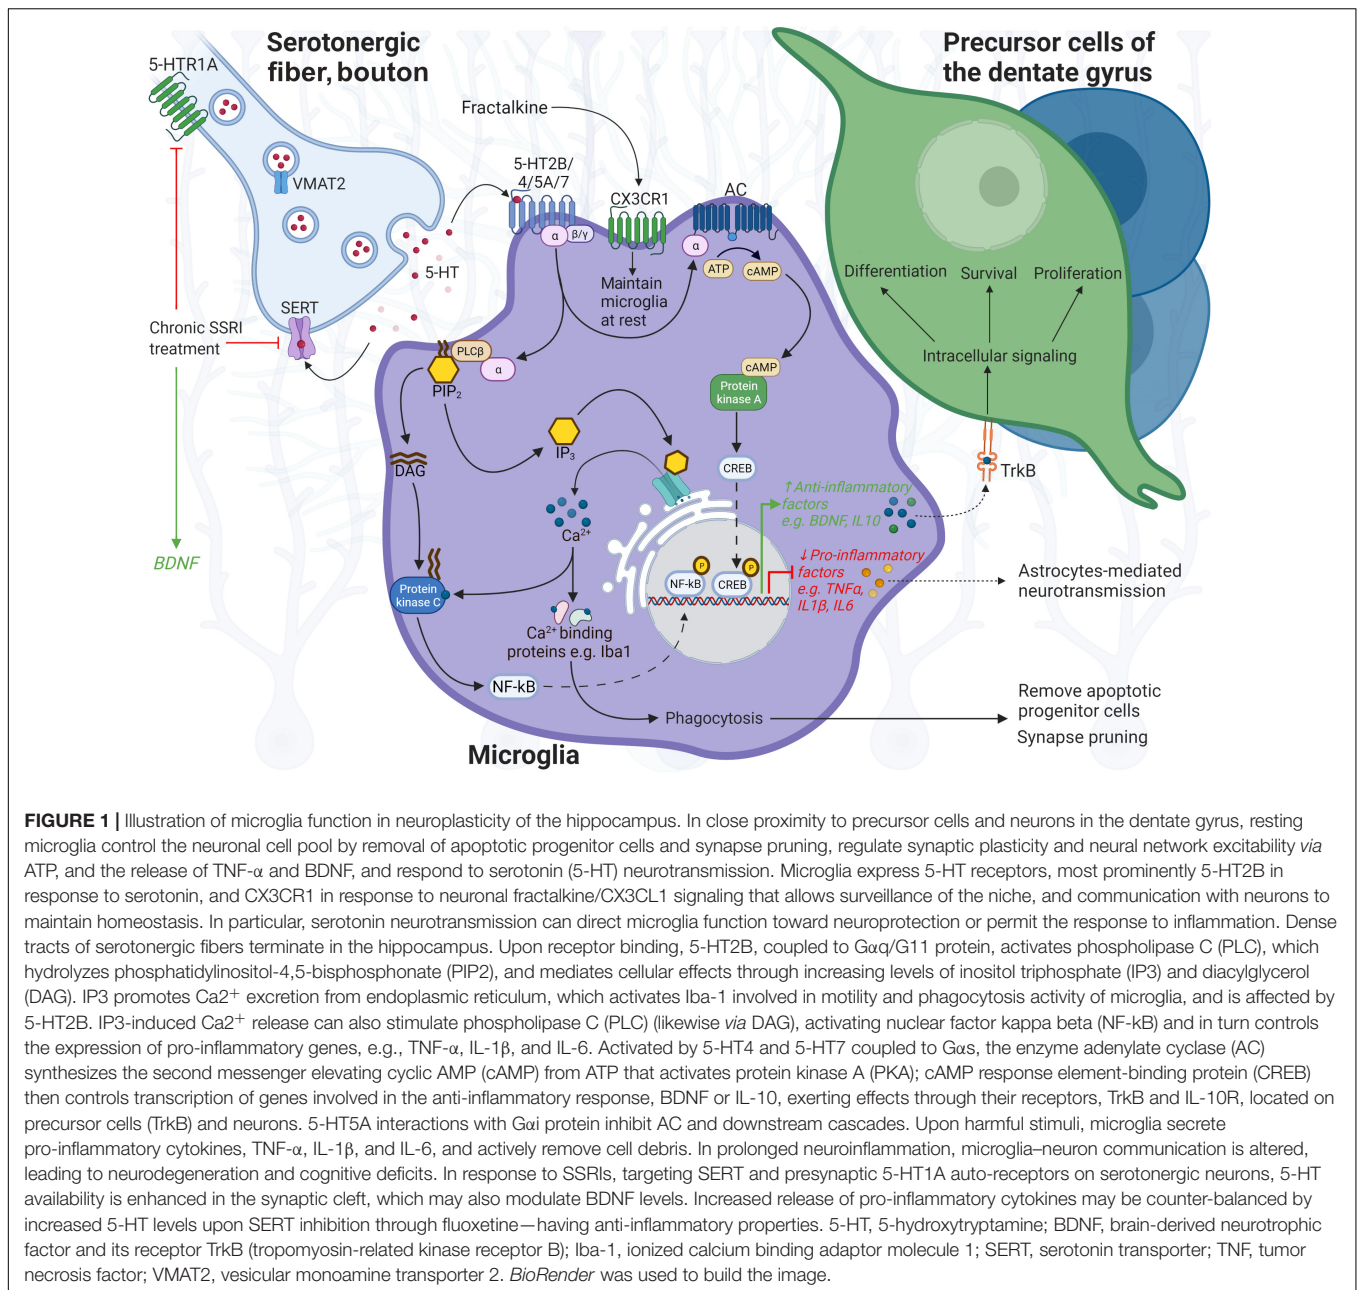 Serotonergic
fiber, bouton
Precursor cells of
the dentate gyrus
5-HTR1A
Fractalkine
VMAT2
5-HT2B/
4/5A/7
CX3CR1
AC
α
β/γ
α
ATP
cAMP
5-HT
Maintain
microglia
at rest
Differentiation
Survival
Proliferation
SERT
Chronic SSRI
treatment
PLCβ
α
PIP2
cAMP
Protein
kinase A
Intracellular signaling
IP3
DAG
CREB
TrkB
↑Anti-inflammatory
factors
e.g. BDNF, IL10
Ca2+
BDNF
↓Pro-inflammatory
factors
e.g. TNFα,
IL1β, IL6
P
P
NF-kB
CREB
Protein
kinase C
Astrocytes-mediated
neurotransmission
Ca2+ binding
proteins e.g. Iba1
NF-kB
Phagocytosis
Remove apoptotic
progenitor cells
Synapse pruning
Microglia
FIGURE 1 | Illustration of microglia function in neuroplasticity of the hippocampus. In close proximity to precursor cells and neurons in the dentate gyrus, resting
microglia control the neuronal cell pool by removal of apoptotic progenitor cells and synapse pruning, regulate synaptic plasticity and neural network excitability via
ATP, and the release of TNF-α and BDNF, and respond to serotonin (5-HT) neurotransmission. Microglia express 5-HT receptors, most prominently 5-HT2B in
response to serotonin, and CX3CR1 in response to neuronal fractalkine/CX3CL1 signaling that allows surveillance of the niche, and communication with neurons to
maintain homeostasis. In particular, serotonin neurotransmission can direct microglia function toward neuroprotection or permit the response to inflammation. Dense
tracts of serotonergic fibers terminate in the hippocampus. Upon receptor binding, 5-HT2B, coupled to Gαq/G11 protein, activates phospholipase C (PLC), which
hydrolyzes phosphatidylinositol-4,5-bisphosphonate (PIP2), and mediates cellular effects through increasing levels of inositol triphosphate (IP3) and diacylglycerol
(DAG). IP3 promotes Ca2+ excretion from endoplasmic reticulum, which activates Iba-1 involved in motility and phagocytosis activity of microglia, and is affected by
5-HT2B. IP3-induced Ca2+ release can also stimulate phospholipase C (PLC) (likewise via DAG), activating nuclear factor kappa beta (NF-kB) and in turn controls
the expression of pro-inflammatory genes, e.g., TNF-α, IL-1β, and IL-6. Activated by 5-HT4 and 5-HT7 coupled to Gαs, the enzyme adenylate cyclase (AC)
synthesizes the second messenger elevating cyclic AMP (cAMP) from ATP that activates protein kinase A (PKA); cAMP response element-binding protein (CREB)
then controls transcription of genes involved in the anti-inflammatory response, BDNF or IL-10, exerting effects through their receptors, TrkB and IL-10R, located on
precursor cells (TrkB) and neurons. 5-HT5A interactions with Gαi protein inhibit AC and downstream cascades. Upon harmful stimuli, microglia secrete
pro-inflammatory cytokines, TNF-α, IL-1β, and IL-6, and actively remove cell debris. In prolonged neuroinflammation, microglia–neuron communication is altered,
leading to neurodegeneration and cognitive deficits. In response to SSRIs, targeting SERT and presynaptic 5-HT1A auto-receptors on serotonergic neurons, 5-HT
availability is enhanced in the synaptic cleft, which may also modulate BDNF levels. Increased release of pro-inflammatory cytokines may be counter-balanced by
increased 5-HT levels upon SERT inhibition through fluoxetine—having anti-inflammatory properties. 5-HT, 5-hydroxytryptamine; BDNF, brain-derived neurotrophic
factor and its receptor TrkB (tropomyosin-related kinase receptor B); Iba-1, ionized calcium binding adaptor molecule 1; SERT, serotonin transporter; TNF, tumor
necrosis factor; VMAT2, vesicular monoamine transporter 2. BioRender was used to build the image.